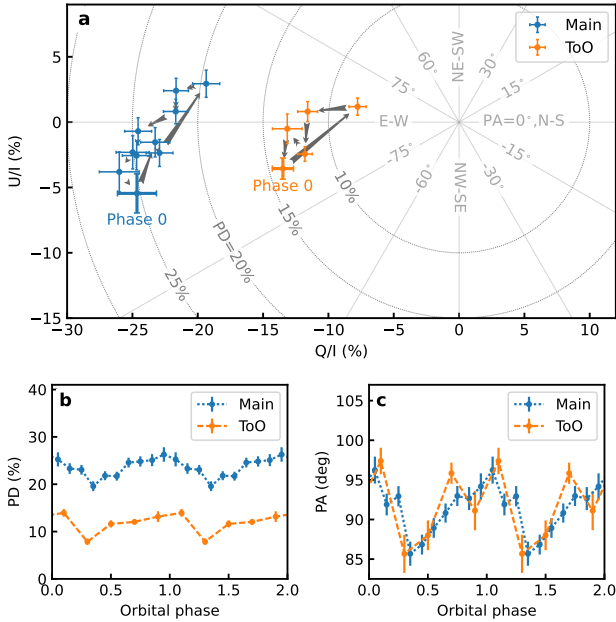 a
Main
ToO
5
0
−5
−10
−15
U/I (%)
NE-SW
60°
30°
75°
15°
E-W
PA=0°,N-S
-75°
-15°
-60°
-30°
NW-SE
10%
15%
PD=20%
25%
Phase 0
Phase 0
−30
−25
−20
−15
−10
−5
0
5
10
Q/I (%)
b
Main
ToO
40
30
20
10
0
PD (%)
0.0
0.5
1.0
1.5
2.0
Orbital phase
c
Main
ToO
105
100
95
90
85
PA (deg)
0.0
0.5
1.0
1.5
2.0
Orbital phase